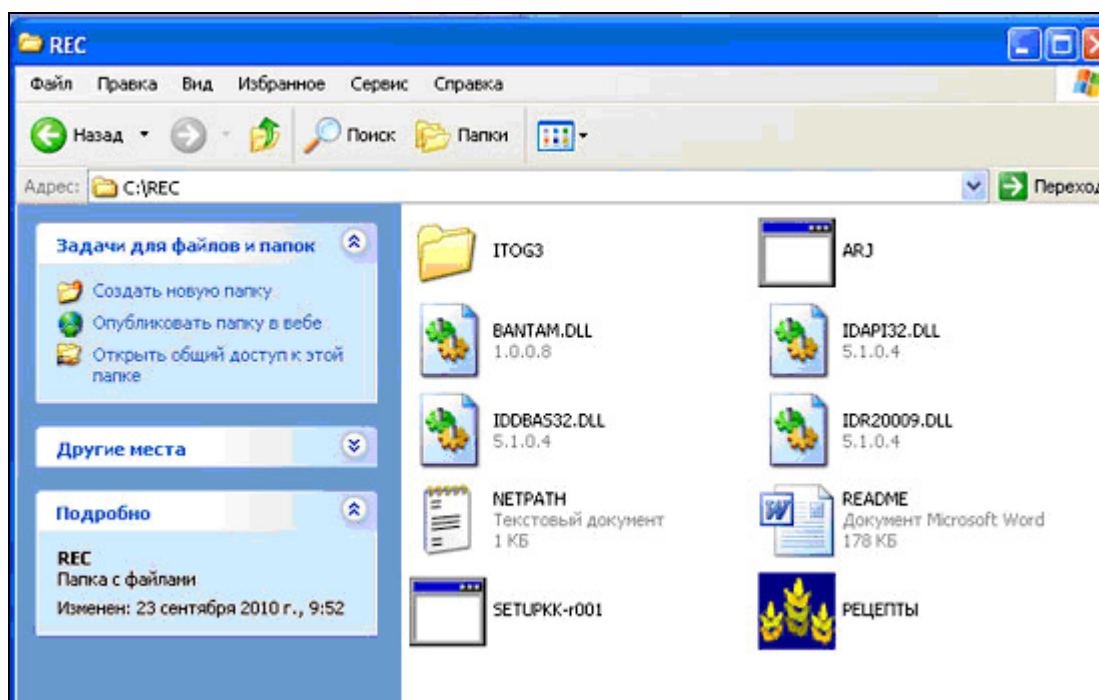 REC
Файл Правка Вид Избранное Сервис Справка
Назад Поиск Папки
Адрес: C:\REC Переход
Задачи для файлов и папок
Создать новую папку
Опубликовать папку в вебе
Открыть общий доступ к этой
папке
Другие места
Подробно
REC
Папка с файлами
Изменен: 23 сентября 2010 г., 9:52
ITOG3
ARJ
BANTAM.DLL
1.0.0.8
IDAPI32.DLL
5.1.0.4
IDDBAS32.DLL
5.1.0.4
IDR20009.DLL
5.1.0.4
NETPATH
Текстовый документ
1 КБ
README
Документ Microsoft Word
178 КБ
SETUPKK-r001
РЕЦЕПТЫ